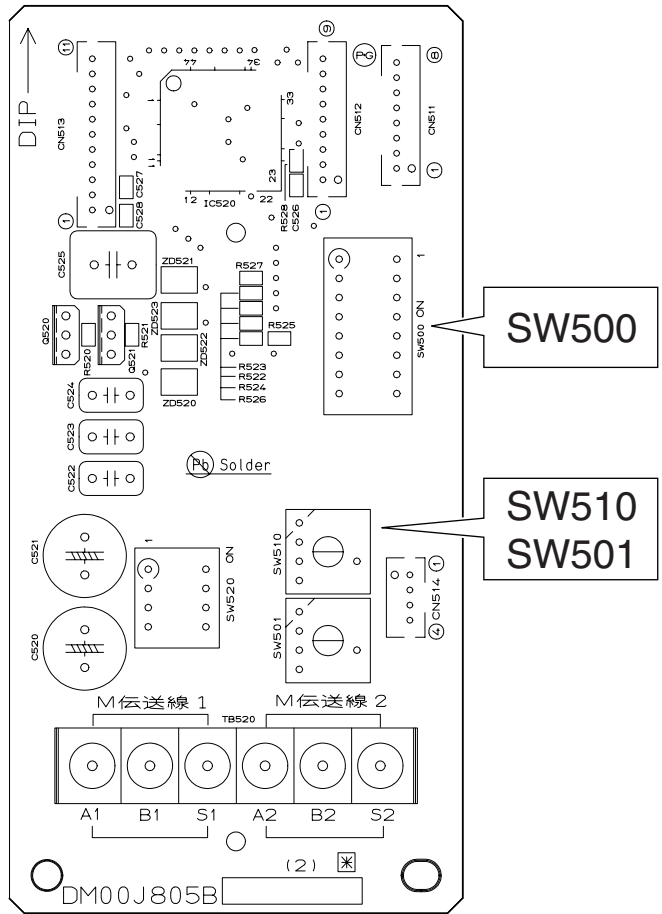 DIP
⑪
CN513
①
44
34
33
11
1
12
22
23
IC520
C527
C528
R528
C526
⑨
CN512
①
PG
⑧
CN511
①
C525
ZD521
ZD523
ZD522
ZD520
R527
R525
R523
R522
R524
R526
Q520
R520
R521
Q521
1
ON
SW500
SW500
C524
C523
C522
Pb Solder
C521
C520
1
ON
SW520
SW510
SW501
SW510
SW501
①
CN514
④
M伝送線1
TB520
M伝送線2
A1 B1 S1 A2 B2 S2
(2)
DM00J805B